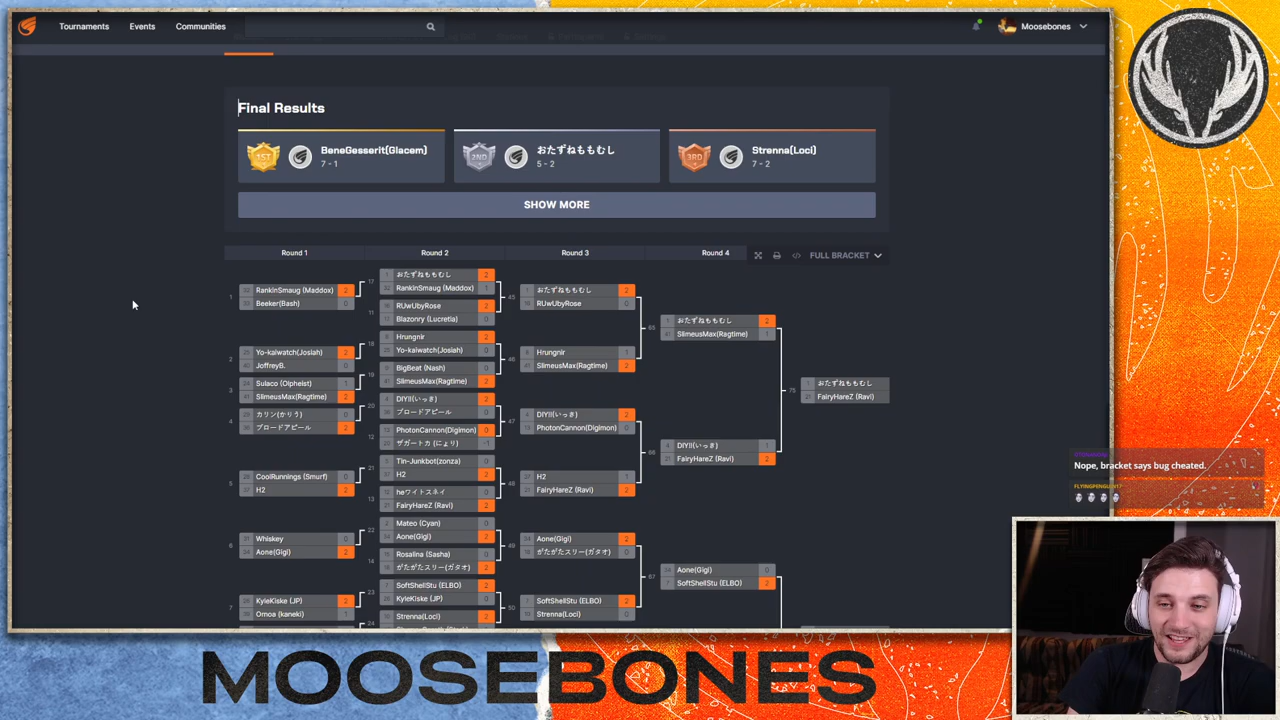 Tournaments Events Communities
Moosebones
Final Results
1ST BeneGesserit(Glacem) 7 - 1
2ND おたずねももむし 5 - 2
3RD Strenna(Loci) 7 - 2
SHOW MORE
Round 1 Round 2 Round 3 Round 4 FULL BRACKET
RankinSmaug (Maddox) 2
Beeker(Bash) 0
Yo-kaiwatch(Josiah) 2
JoffreyB. 0
Sulaco (Olpheist) 1
SlimeusMax(Ragtime) 2
カリン(かりう) 0
ブロードアピール 2
CoolRunnings (Smurf) 0
H2 2
Whiskey 0
Aone(Gigi) 2
KyleKiske (JP) 2
Omoa (kaneki) 1
おたずねももむし 2
RankinSmaug (Maddox) 1
RUwUbyRose 2
Blazonry (Lucretia) 0
Hrungnir 2
Yo-kaiwatch(Josiah) 0
BigBeat (Nash) 0
SlimeusMax(Ragtime) 2
DIY!!(いっき) 2
ブロードアピール 0
PhotonCannon(Digimon) 0
ザガートカ (にょり) -1
Tin-Junkbot(zonza) 0
H2 2
heワイトスネイ 0
FairyHareZ (Ravi) 2
Mateo (Cyan) 0
Aone(Gigi) 2
Rosalina (Sasha) 0
がたがたスリー(ガタオ) 2
SoftShellStu (ELBO) 2
KyleKiske (JP) 0
Strenna(Loci) 2
おたずねももむし 2
RUwUbyRose 0
Hrungnir 1
SlimeusMax(Ragtime) 2
DIY!!(いっき) 2
PhotonCannon(Digimon) 0
H2 1
FairyHareZ (Ravi) 2
Aone(Gigi) 2
がたがたスリー(ガタオ) 0
SoftShellStu (ELBO) 2
Strenna(Loci) 0
おたずねももむし 2
SlimeusMax(Ragtime) 1
DIY!!(いっき) 1
FairyHareZ (Ravi) 2
Aone(Gigi) 0
SoftShellStu (ELBO) 2
おたずねももむし
FairyHareZ (Ravi)
Nope, bracket says bug cheated.
MOOSEBONES